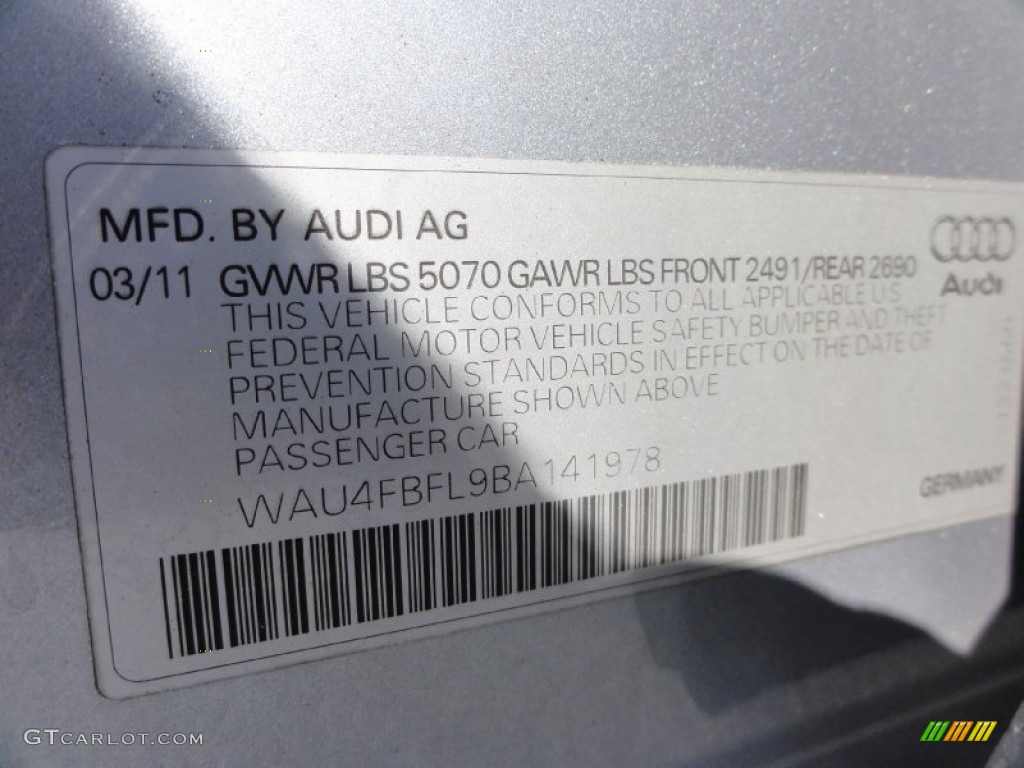 MFD. BY AUDI AG
03/11 GVWR LBS 5070 GAWR LBS FRONT 2491/REAR 2690
Audi
THIS VEHICLE CONFORMS TO ALL APPLICABLE U S
FEDERAL MOTOR VEHICLE SAFETY BUMPER AND THEFT
PREVENTION STANDARDS IN EFFECT ON THE DATE OF
MANUFACTURE SHOWN ABOVE
PASSENGER CAR
WAU4FBFL9BA141978
GERMANY
GTCARLOT.COM